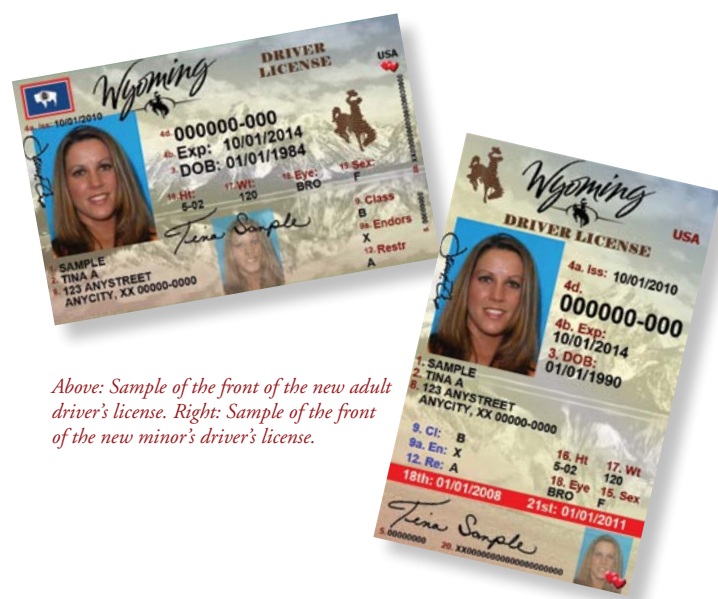 Wyoming
DRIVER
LICENSE
USA
4a. Iss: 10/01/2010
4d. 000000-000
4b. Exp: 10/01/2014
3. DOB: 01/01/1984
16. Ht: 17. Wt: 18. Eye: 15. Sex:
5-02 120 BRO F
9. Class
B
9a. Endors
X
12. Restr
A
Tina Sample
1. SAMPLE
2. TINA A
8. 123 ANYSTREET
ANYCITY, XX 00000-0000
Wyoming
DRIVER LICENSE
USA
4a. Iss: 10/01/2010
4d.
000000-000
4b. Exp:
10/01/2014
3. DOB:
01/01/1990
1. SAMPLE
2. TINA A
8. 123 ANYSTREET
ANYCITY, XX 00000-0000
9. Cl: B
9a. En: X
12. Re: A
16. Ht 17. Wt
5-02 120
18. Eye 15. Sex
BRO F
18th: 01/01/2008 21st: 01/01/2011
Tina Sample
5.00000000
Above: Sample of the front of the new adult
driver's license. Right: Sample of the front
of the new minor's driver's license.